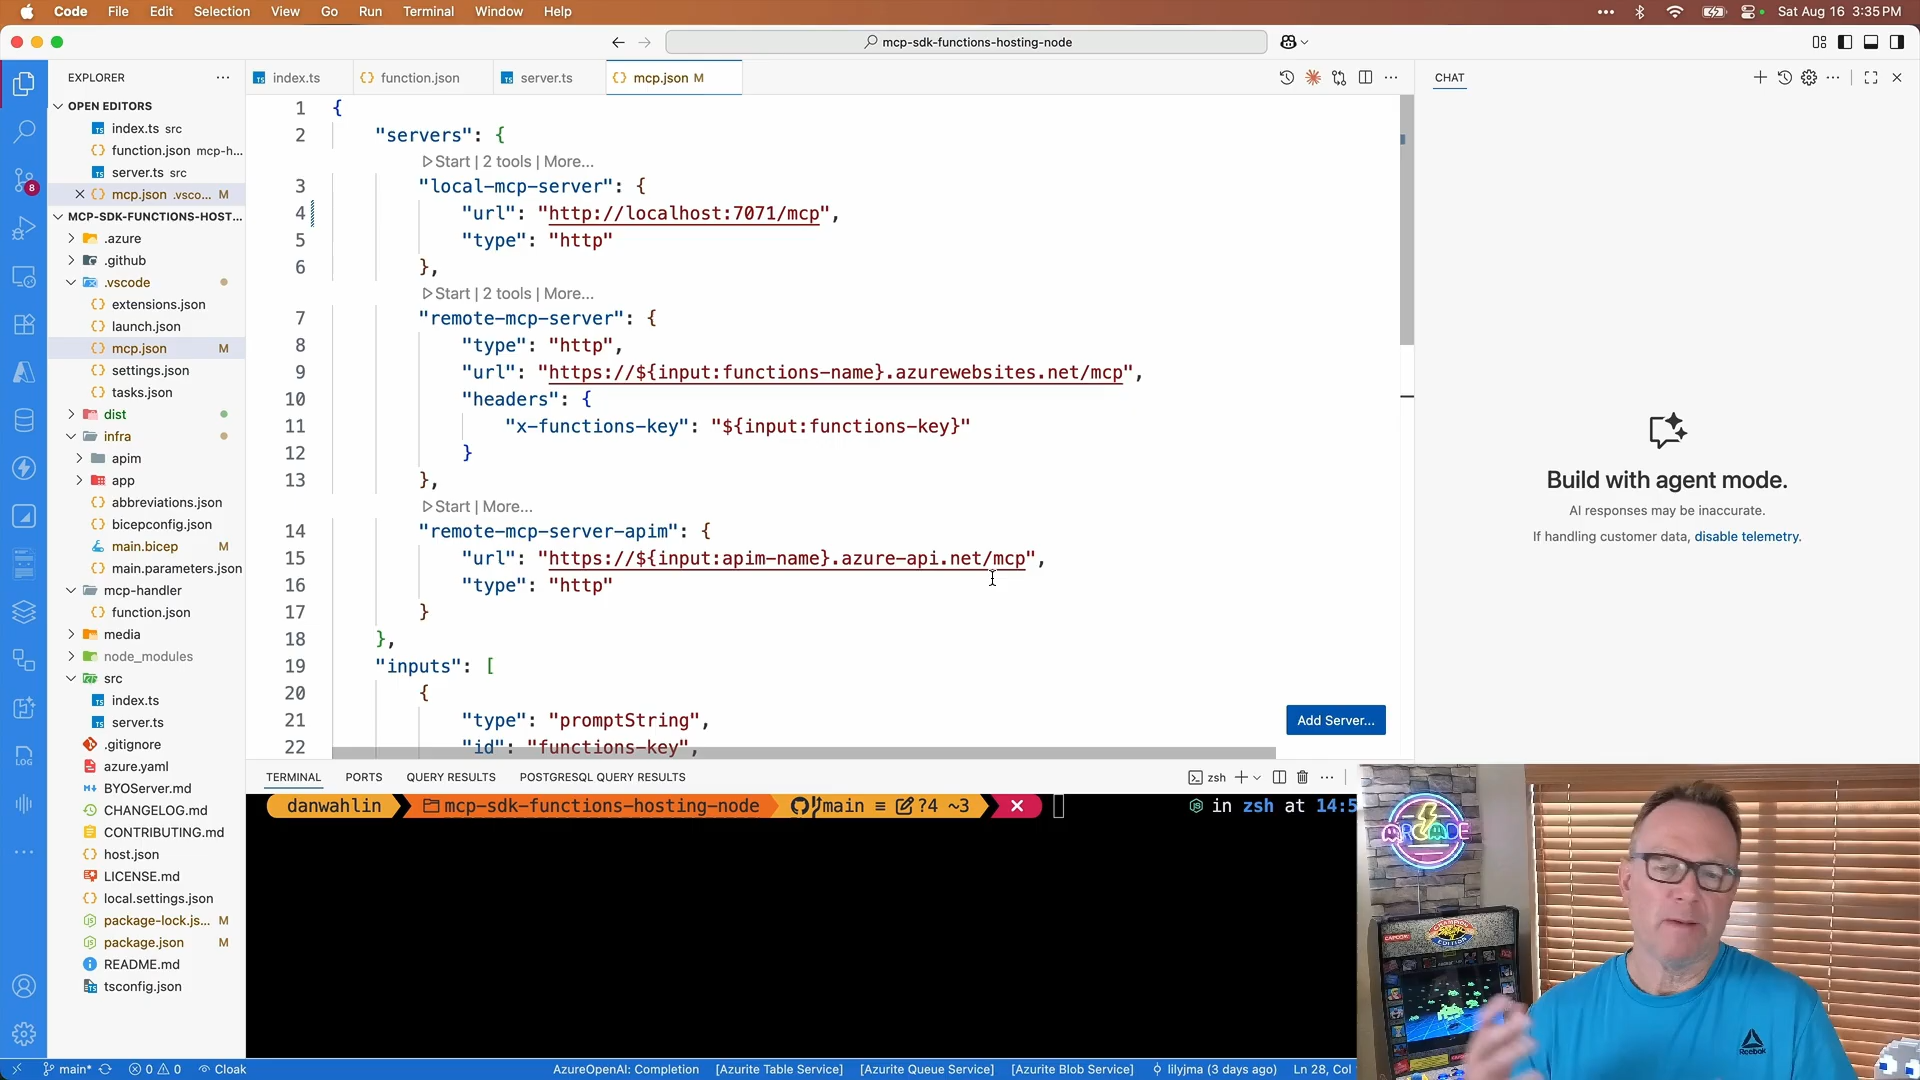 Code File Edit Selection View Go Run Terminal Window Help
Sat Aug 16 3:35 PM
mcp-sdk-functions-hosting-node
EXPLORER
OPEN EDITORS
index.ts src
function.json mcp-h...
server.ts src
mcp.json .vsco... M
MCP-SDK-FUNCTIONS-HOST...
.azure
.github
.vscode
extensions.json
launch.json
mcp.json M
settings.json
tasks.json
dist
infra
apim
app
abbreviations.json
bicepconfig.json
main.bicep M
main.parameters.json
mcp-handler
function.json
media
node_modules
src
index.ts
server.ts
.gitignore
azure.yaml
BYOServer.md
CHANGELOG.md
CONTRIBUTING.md
host.json
LICENSE.md
local.settings.json
package-lock.js... M
package.json M
README.md
tsconfig.json
8
LOG
index.ts function.json server.ts mcp.json M
1 {
2 "servers": {
Start | 2 tools | More...
3 "local-mcp-server": {
4 "url": "http://localhost:7071/mcp",
5 "type": "http"
6 },
Start | 2 tools | More...
7 "remote-mcp-server": {
8 "type": "http",
9 "url": "https://${input:functions-name}.azurewebsites.net/mcp",
10 "headers": {
11 "x-functions-key": "${input:functions-key}"
12 }
13 },
Start | More...
14 "remote-mcp-server-apim": {
15 "url": "https://${input:apim-name}.azure-api.net/mcp",
16 "type": "http"
17 }
18 },
19 "inputs": [
20 {
21 "type": "promptString",
22 "id": "functions-key",
Add Server...
CHAT
Build with agent mode.
AI responses may be inaccurate.
If handling customer data, disable telemetry.
TERMINAL PORTS QUERY RESULTS POSTGRESQL QUERY RESULTS
zsh
danwahlin mcp-sdk-functions-hosting-node main ≡ ?4 ~3
in zsh at 14:5
ARCADE
CAPCOM
CHAMPION
EDITION
Reebok
main* 0 0 Cloak
AzureOpenAI: Completion [Azurite Table Service] [Azurite Queue Service] [Azurite Blob Service] lilyjma (3 days ago) Ln 28, Col